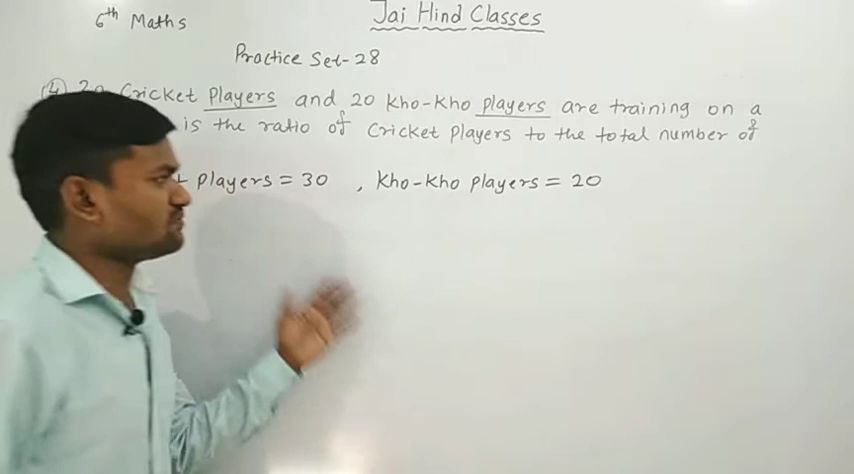 6th Maths
Jai Hind Classes
Practice Set-28
Cricket Players and 20 Kho-Kho players are training on a
is the ratio of Cricket Players to the total number of
Players = 30 , Kho-Kho players = 20